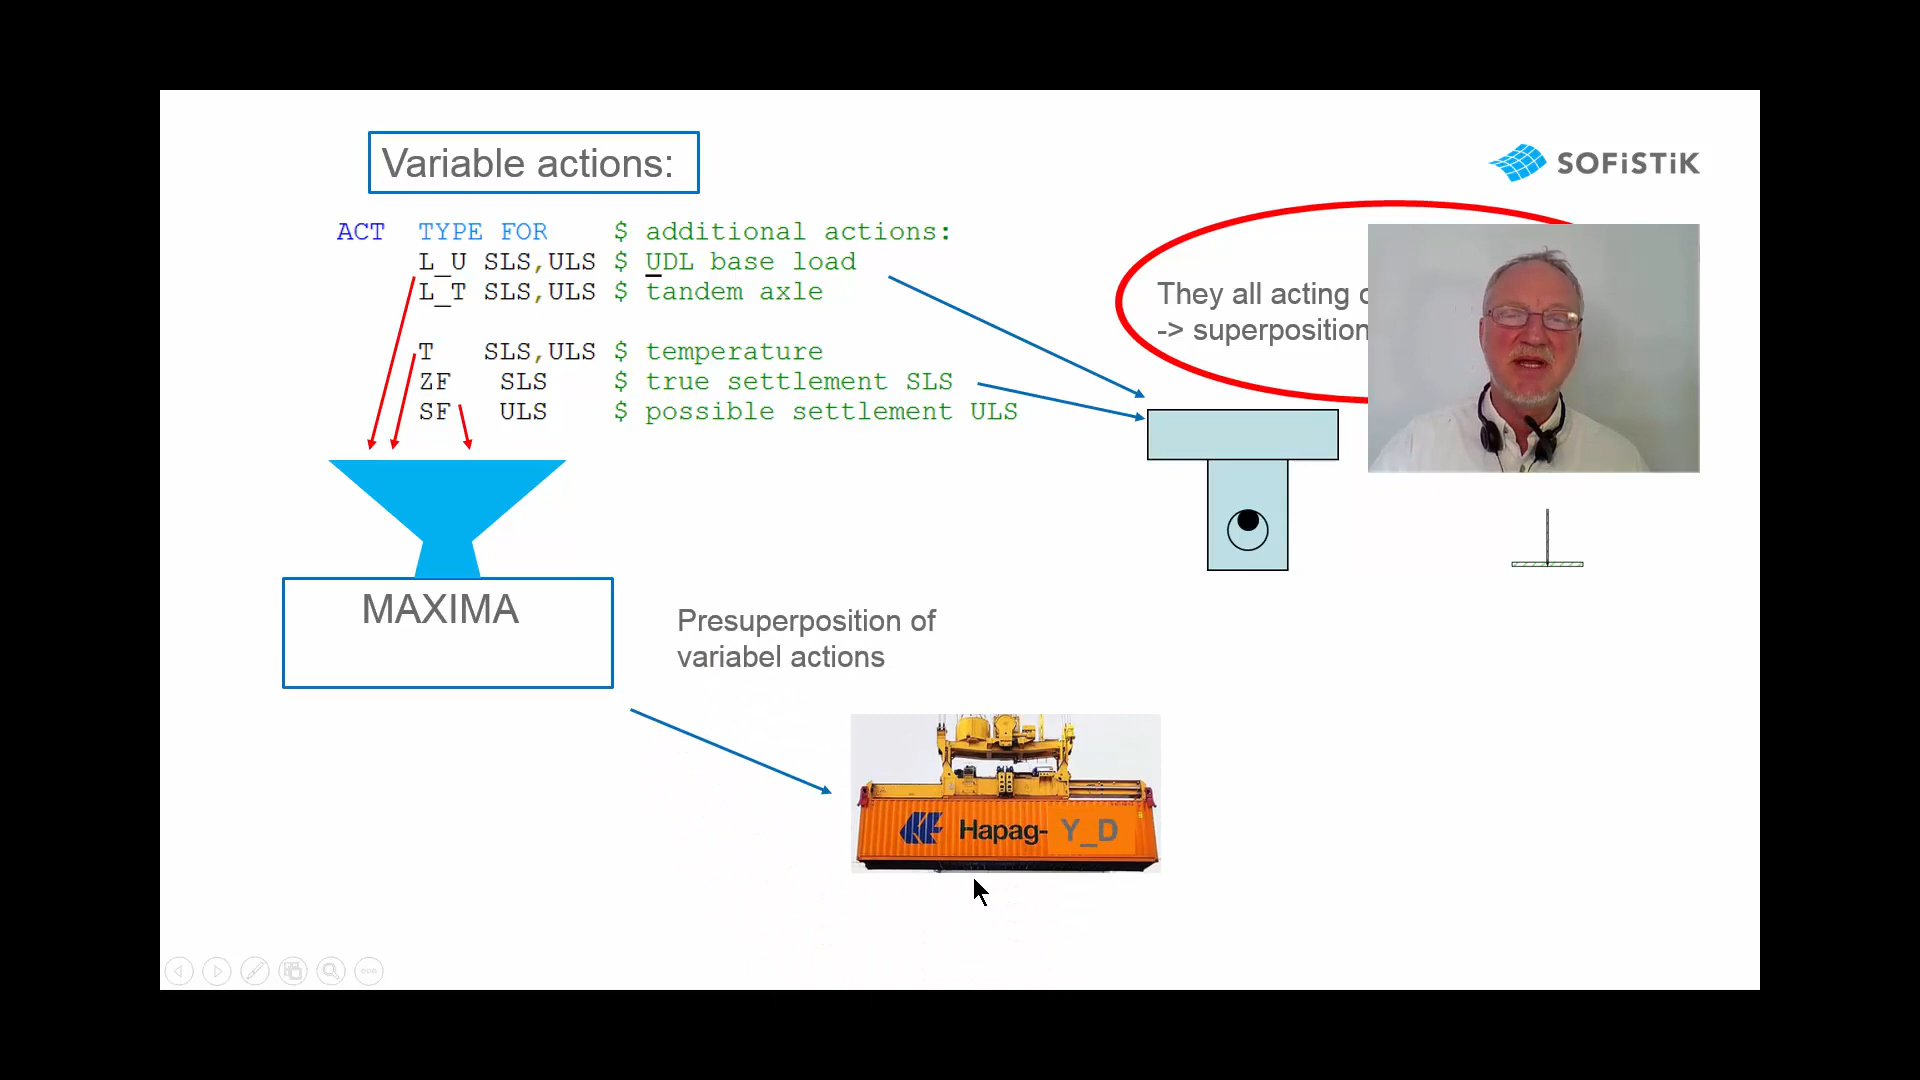 Variable actions:
SOFiSTiK
ACT TYPE FOR $ additional actions:
L_U SLS,ULS $ UDL base load
L_T SLS,ULS $ tandem axle
T SLS,ULS $ temperature
ZF SLS $ true settlement SLS
SF ULS $ possible settlement ULS
They all acting
-> superposition
MAXIMA
Presuperposition of
variabel actions
Hapag- Y_D